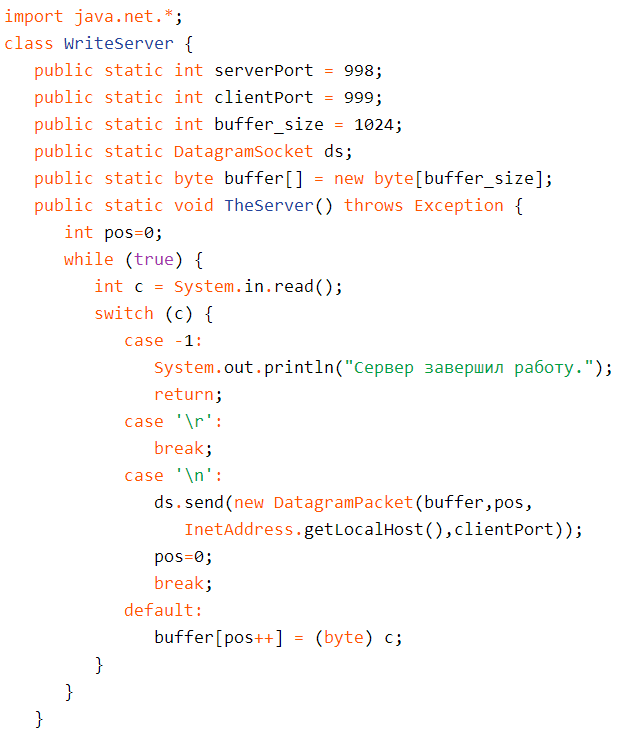 import java.net.*;
class WriteServer {
   public static int serverPort = 998;
   public static int clientPort = 999;
   public static int buffer_size = 1024;
   public static DatagramSocket ds;
   public static byte buffer[] = new byte[buffer_size];
   public static void TheServer() throws Exception {
      int pos=0;
      while (true) {
         int c = System.in.read();
         switch (c) {
            case -1:
               System.out.println("Сервер завершил работу.");
               return;
            case '\r':
               break;
            case '\n':
               ds.send(new DatagramPacket(buffer,pos,
                  InetAddress.getLocalHost(),clientPort));
               pos=0;
               break;
            default:
               buffer[pos++] = (byte) c;
         }
      }
   }